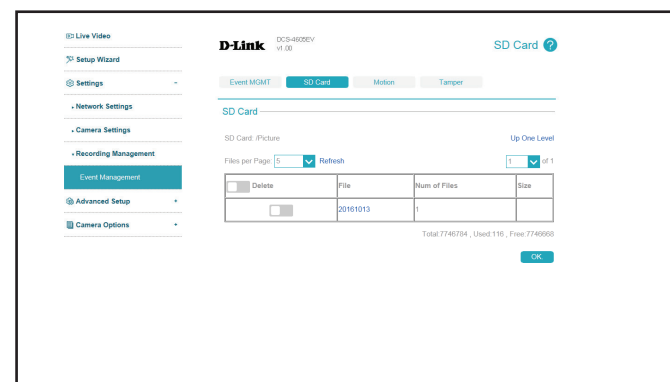 Live Video
Setup Wizard
Settings -
Network Settings
Camera Settings
Recording Management
Event Management
Advanced Setup +
Camera Options +
D-Link DCS-4605EV
v1.00
SD Card ?
Event MGMT SD Card Motion Tamper
SD Card
SD Card: /Picture Up One Level
Files per Page: 5 Refresh 1 of 1
Delete File Num of Files Size
20161013 1
Total:7746784 , Used:116 , Free:7746668
OK